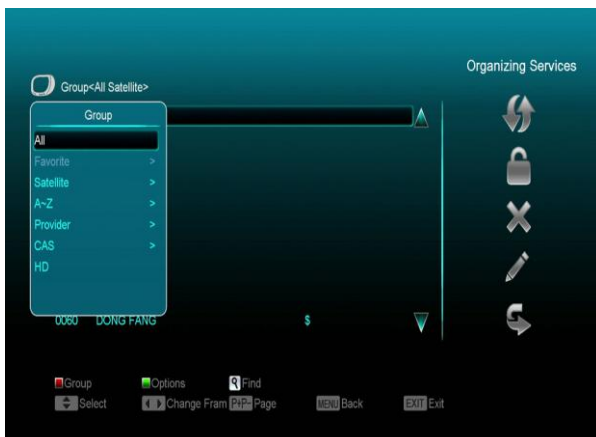 Organizing Services
Group<All Satellite>
Group
All
Favorite >
Satellite >
A~Z >
Provider >
CAS >
HD
0060 DONG FANG $
Group Options Find
Select Change Fram P+P- Page MENU Back EXIT Exit